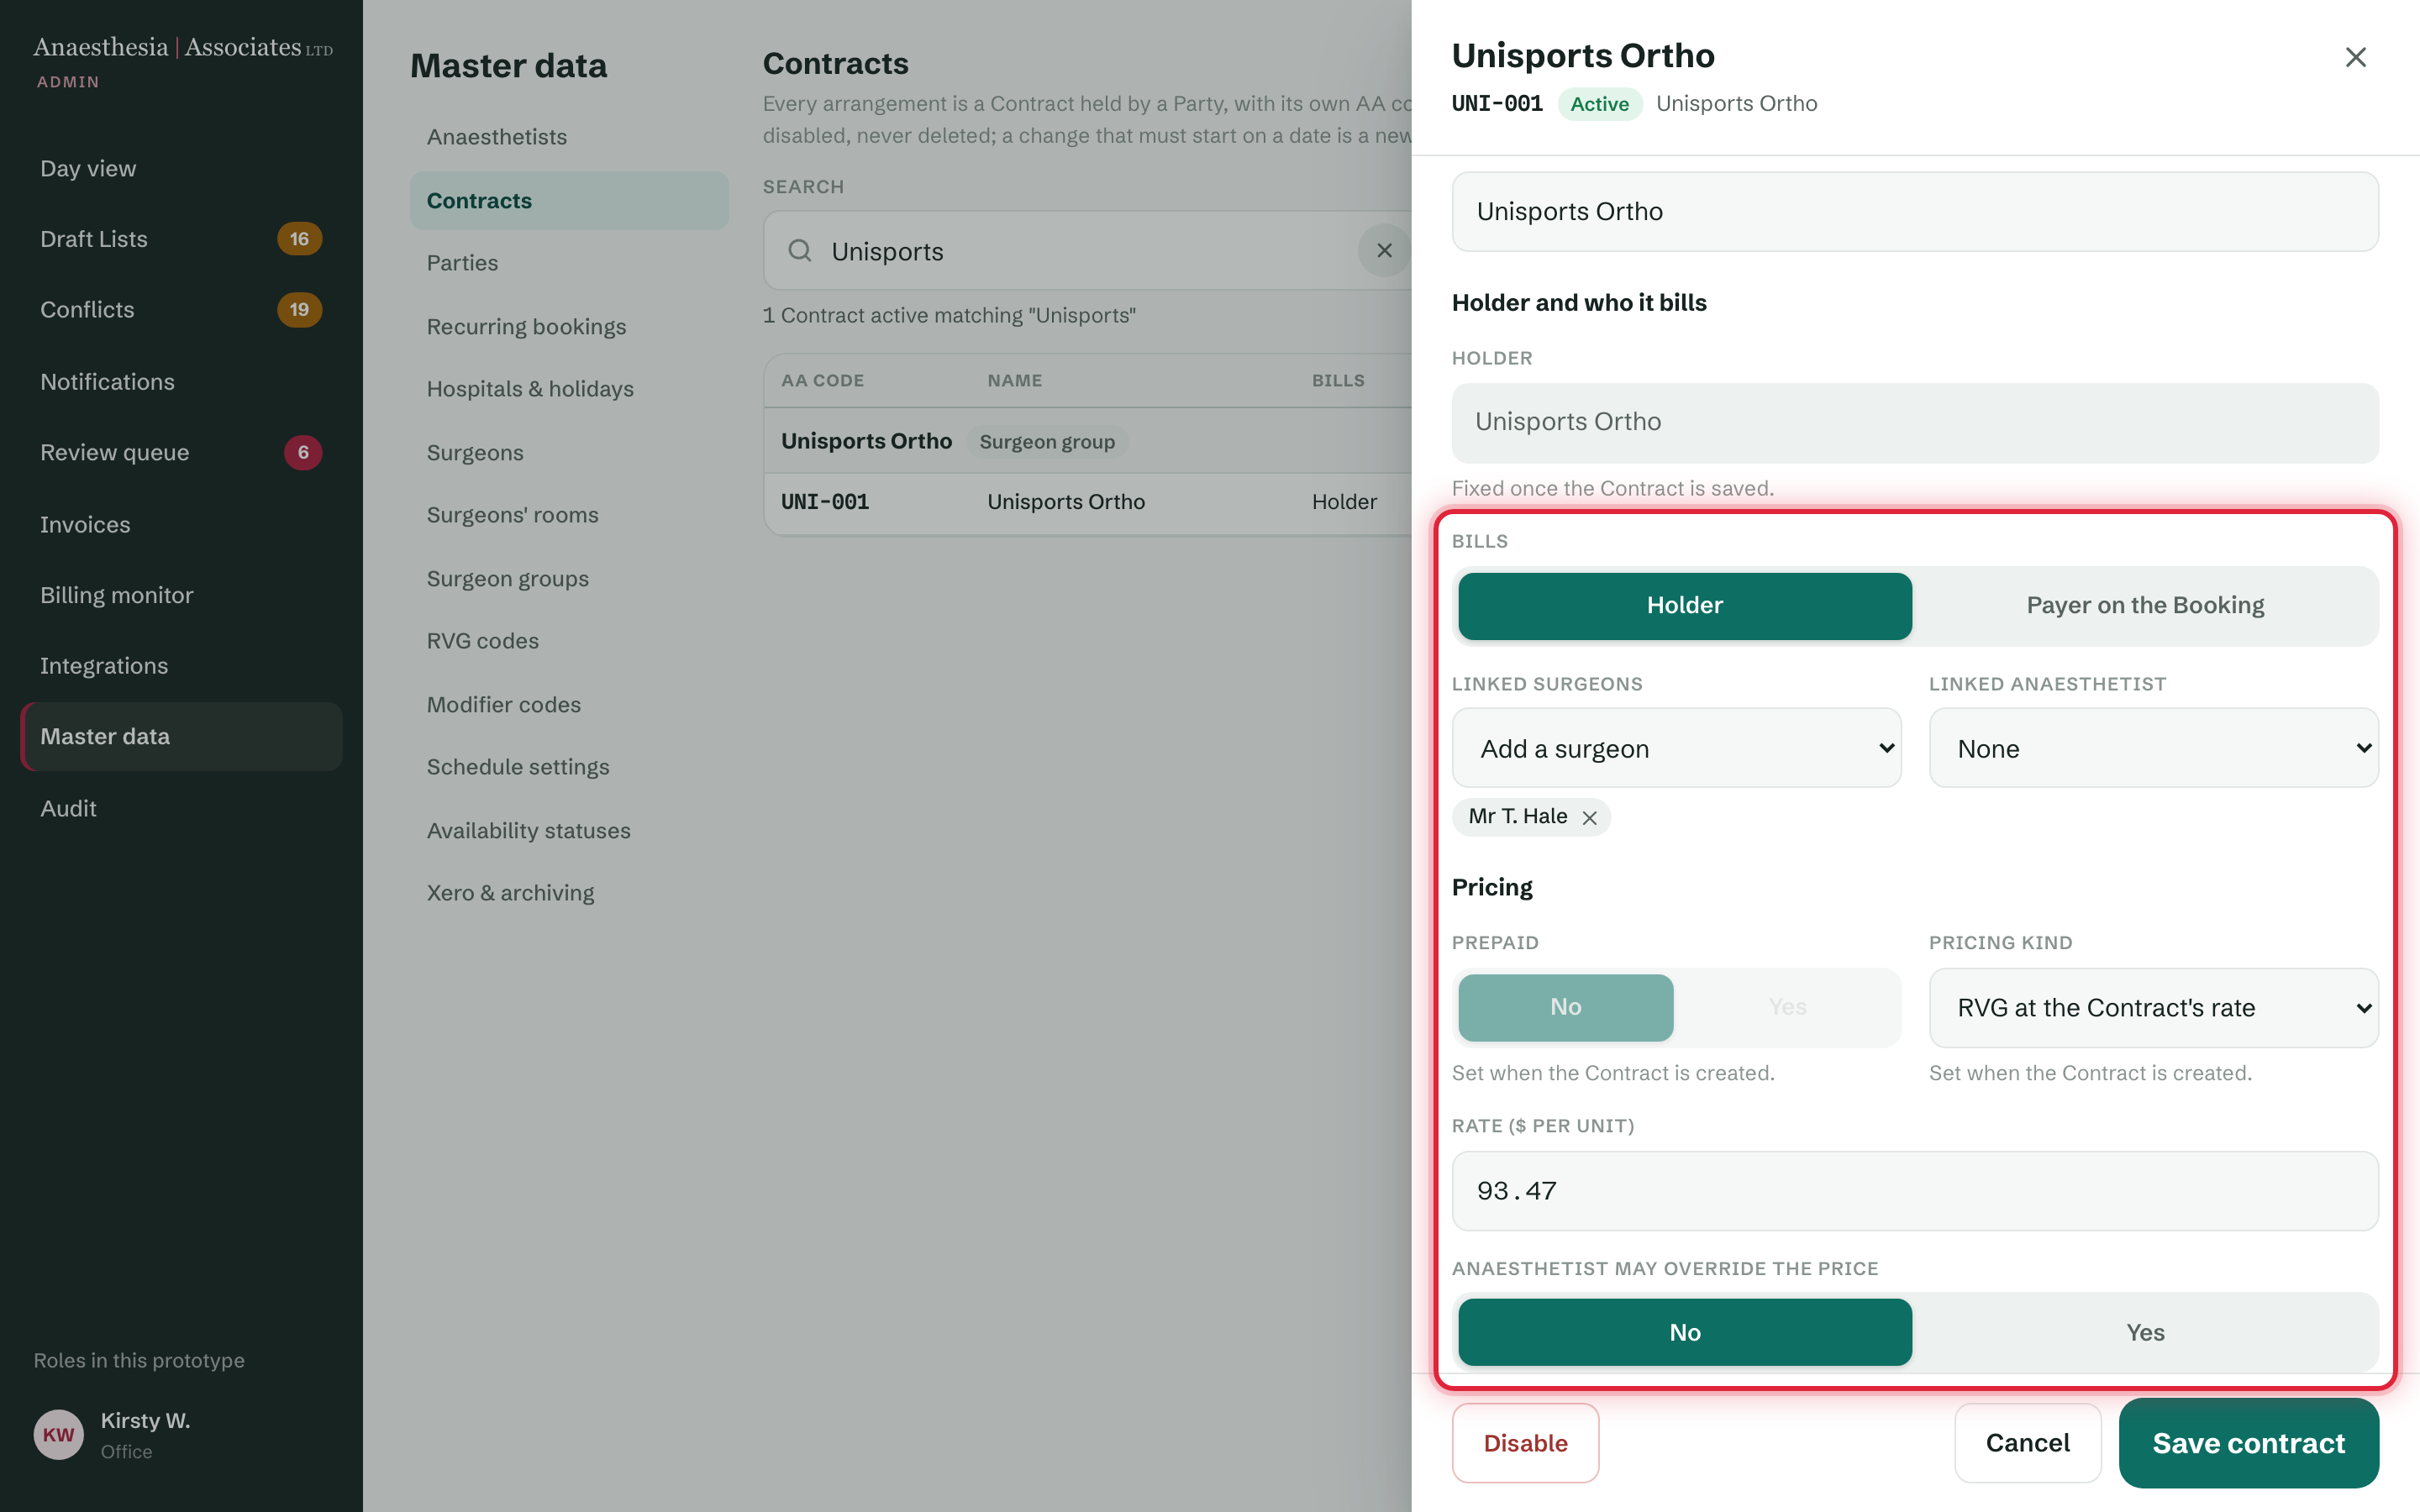 Anaesthesia | Associates LTD
ADMIN
Day view
Draft Lists 16
Conflicts 19
Notifications
Review queue 6
Invoices
Billing monitor
Integrations
Master data
Audit
Roles in this prototype
KW
Kirsty W.
Office
Master data
Anaesthetists
Contracts
Parties
Recurring bookings
Hospitals & holidays
Surgeons
Surgeons' rooms
Surgeon groups
RVG codes
Modifier codes
Schedule settings
Availability statuses
Xero & archiving
Contracts
Every arrangement is a Contract held by a Party, with its own AA co
disabled, never deleted; a change that must start on a date is a new
SEARCH
Unisports
1 Contract active matching "Unisports"
AA CODE NAME BILLS
Unisports Ortho Surgeon group
UNI-001 Unisports Ortho Holder
Unisports Ortho
UNI-001 Active Unisports Ortho
Unisports Ortho
Holder and who it bills
HOLDER
Unisports Ortho
Fixed once the Contract is saved.
BILLS
Holder Payer on the Booking
LINKED SURGEONS LINKED ANAESTHETIST
Add a surgeon None
Mr T. Hale
Pricing
PREPAID PRICING KIND
No Yes RVG at the Contract's rate
Set when the Contract is created. Set when the Contract is created.
RATE ($ PER UNIT)
93.47
ANAESTHETIST MAY OVERRIDE THE PRICE
No Yes
Disable Cancel Save contract